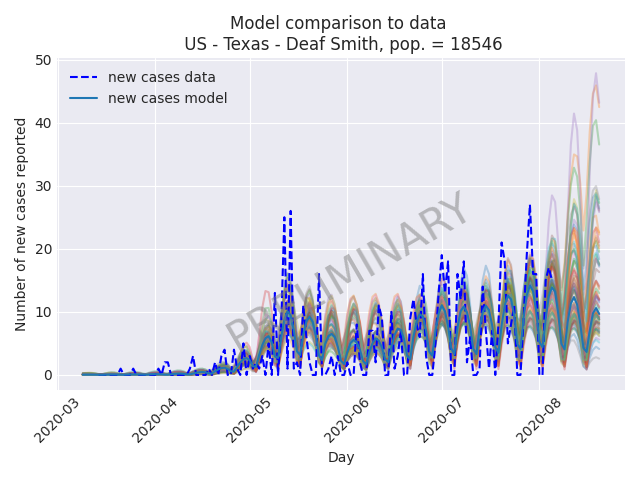 Model comparison to data
US - Texas - Deaf Smith, pop. = 18546
50
40
30
20
10
0
Number of new cases reported
new cases data
new cases model
PRELIMINARY
2020-03
2020-04
2020-05
2020-06
2020-07
2020-08
Day